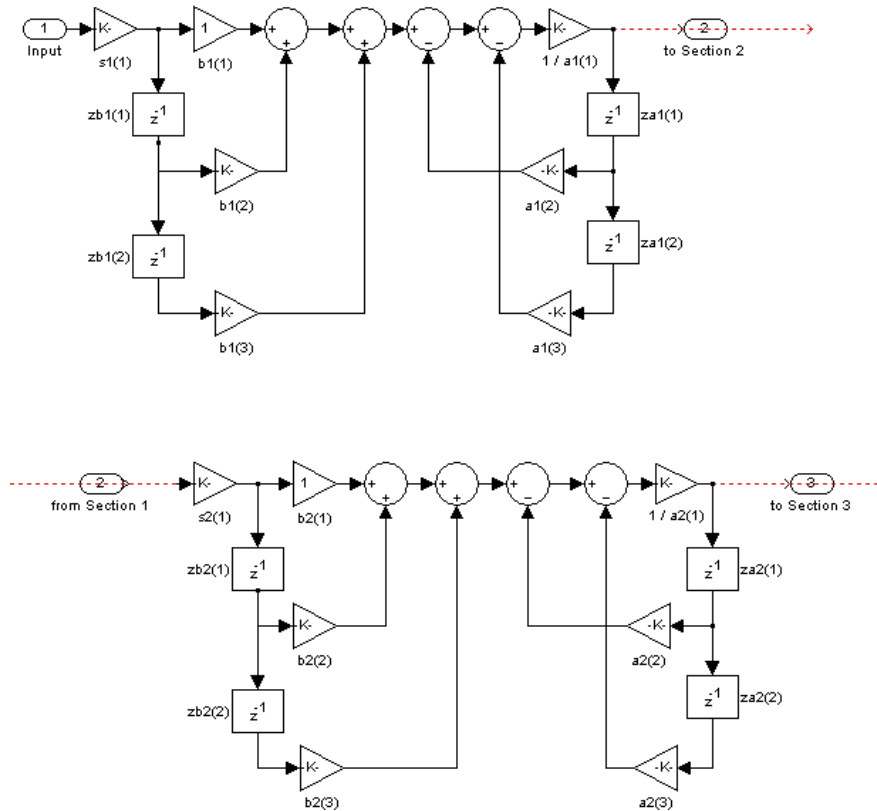 1
K-
1
+
+
+
+
+
−
+
−
K-
2
Input
s1(1)
b1(1)
1 / a1(1)
to Section 2
zb1(1)
z-1
z-1
za1(1)
K-
-K-
b1(2)
a1(2)
zb1(2)
z-1
z-1
za1(2)
-K-
-K-
b1(3)
a1(3)
2
K-
1
+
+
+
+
+
−
+
−
K-
3
from Section 1
s2(1)
b2(1)
1 / a2(1)
to Section 3
zb2(1)
z-1
z-1
za2(1)
K-
-K-
b2(2)
a2(2)
zb2(2)
z-1
z-1
za2(2)
-K-
-K-
b2(3)
a2(3)